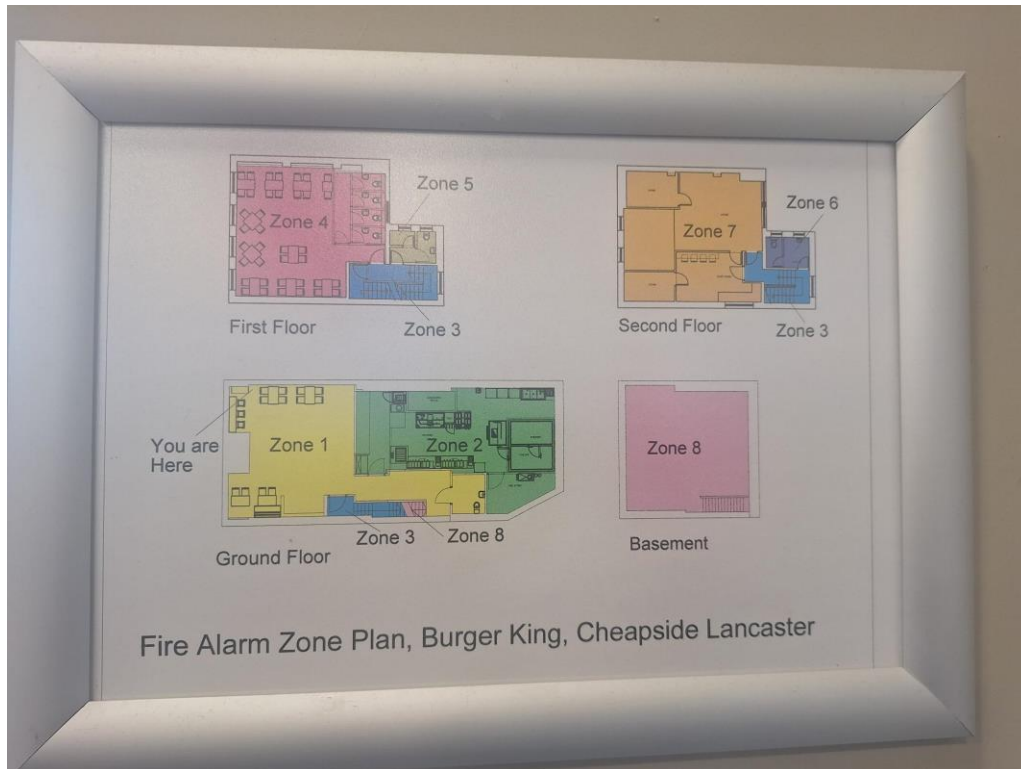 Zone 5
Zone 4
Zone 3
First Floor
Zone 6
Zone 7
Zone 3
Second Floor
You are
Here
Zone 1
Zone 2
Zone 3
Zone 8
Ground Floor
Zone 8
Basement
Fire Alarm Zone Plan, Burger King, Cheapside Lancaster